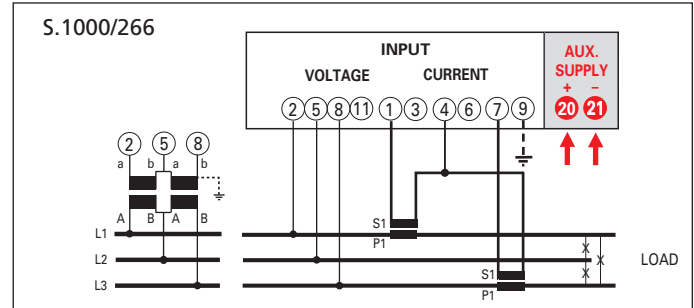 S.1000/266
INPUT
AUX.
SUPPLY
VOLTAGE CURRENT
+ −
2 5 8 11 1 3 4 6 7 9 20 21
2 5 8
a b a b
A B A B
S1
P1
L1
L2
L3
S1
P1
X X
X
LOAD